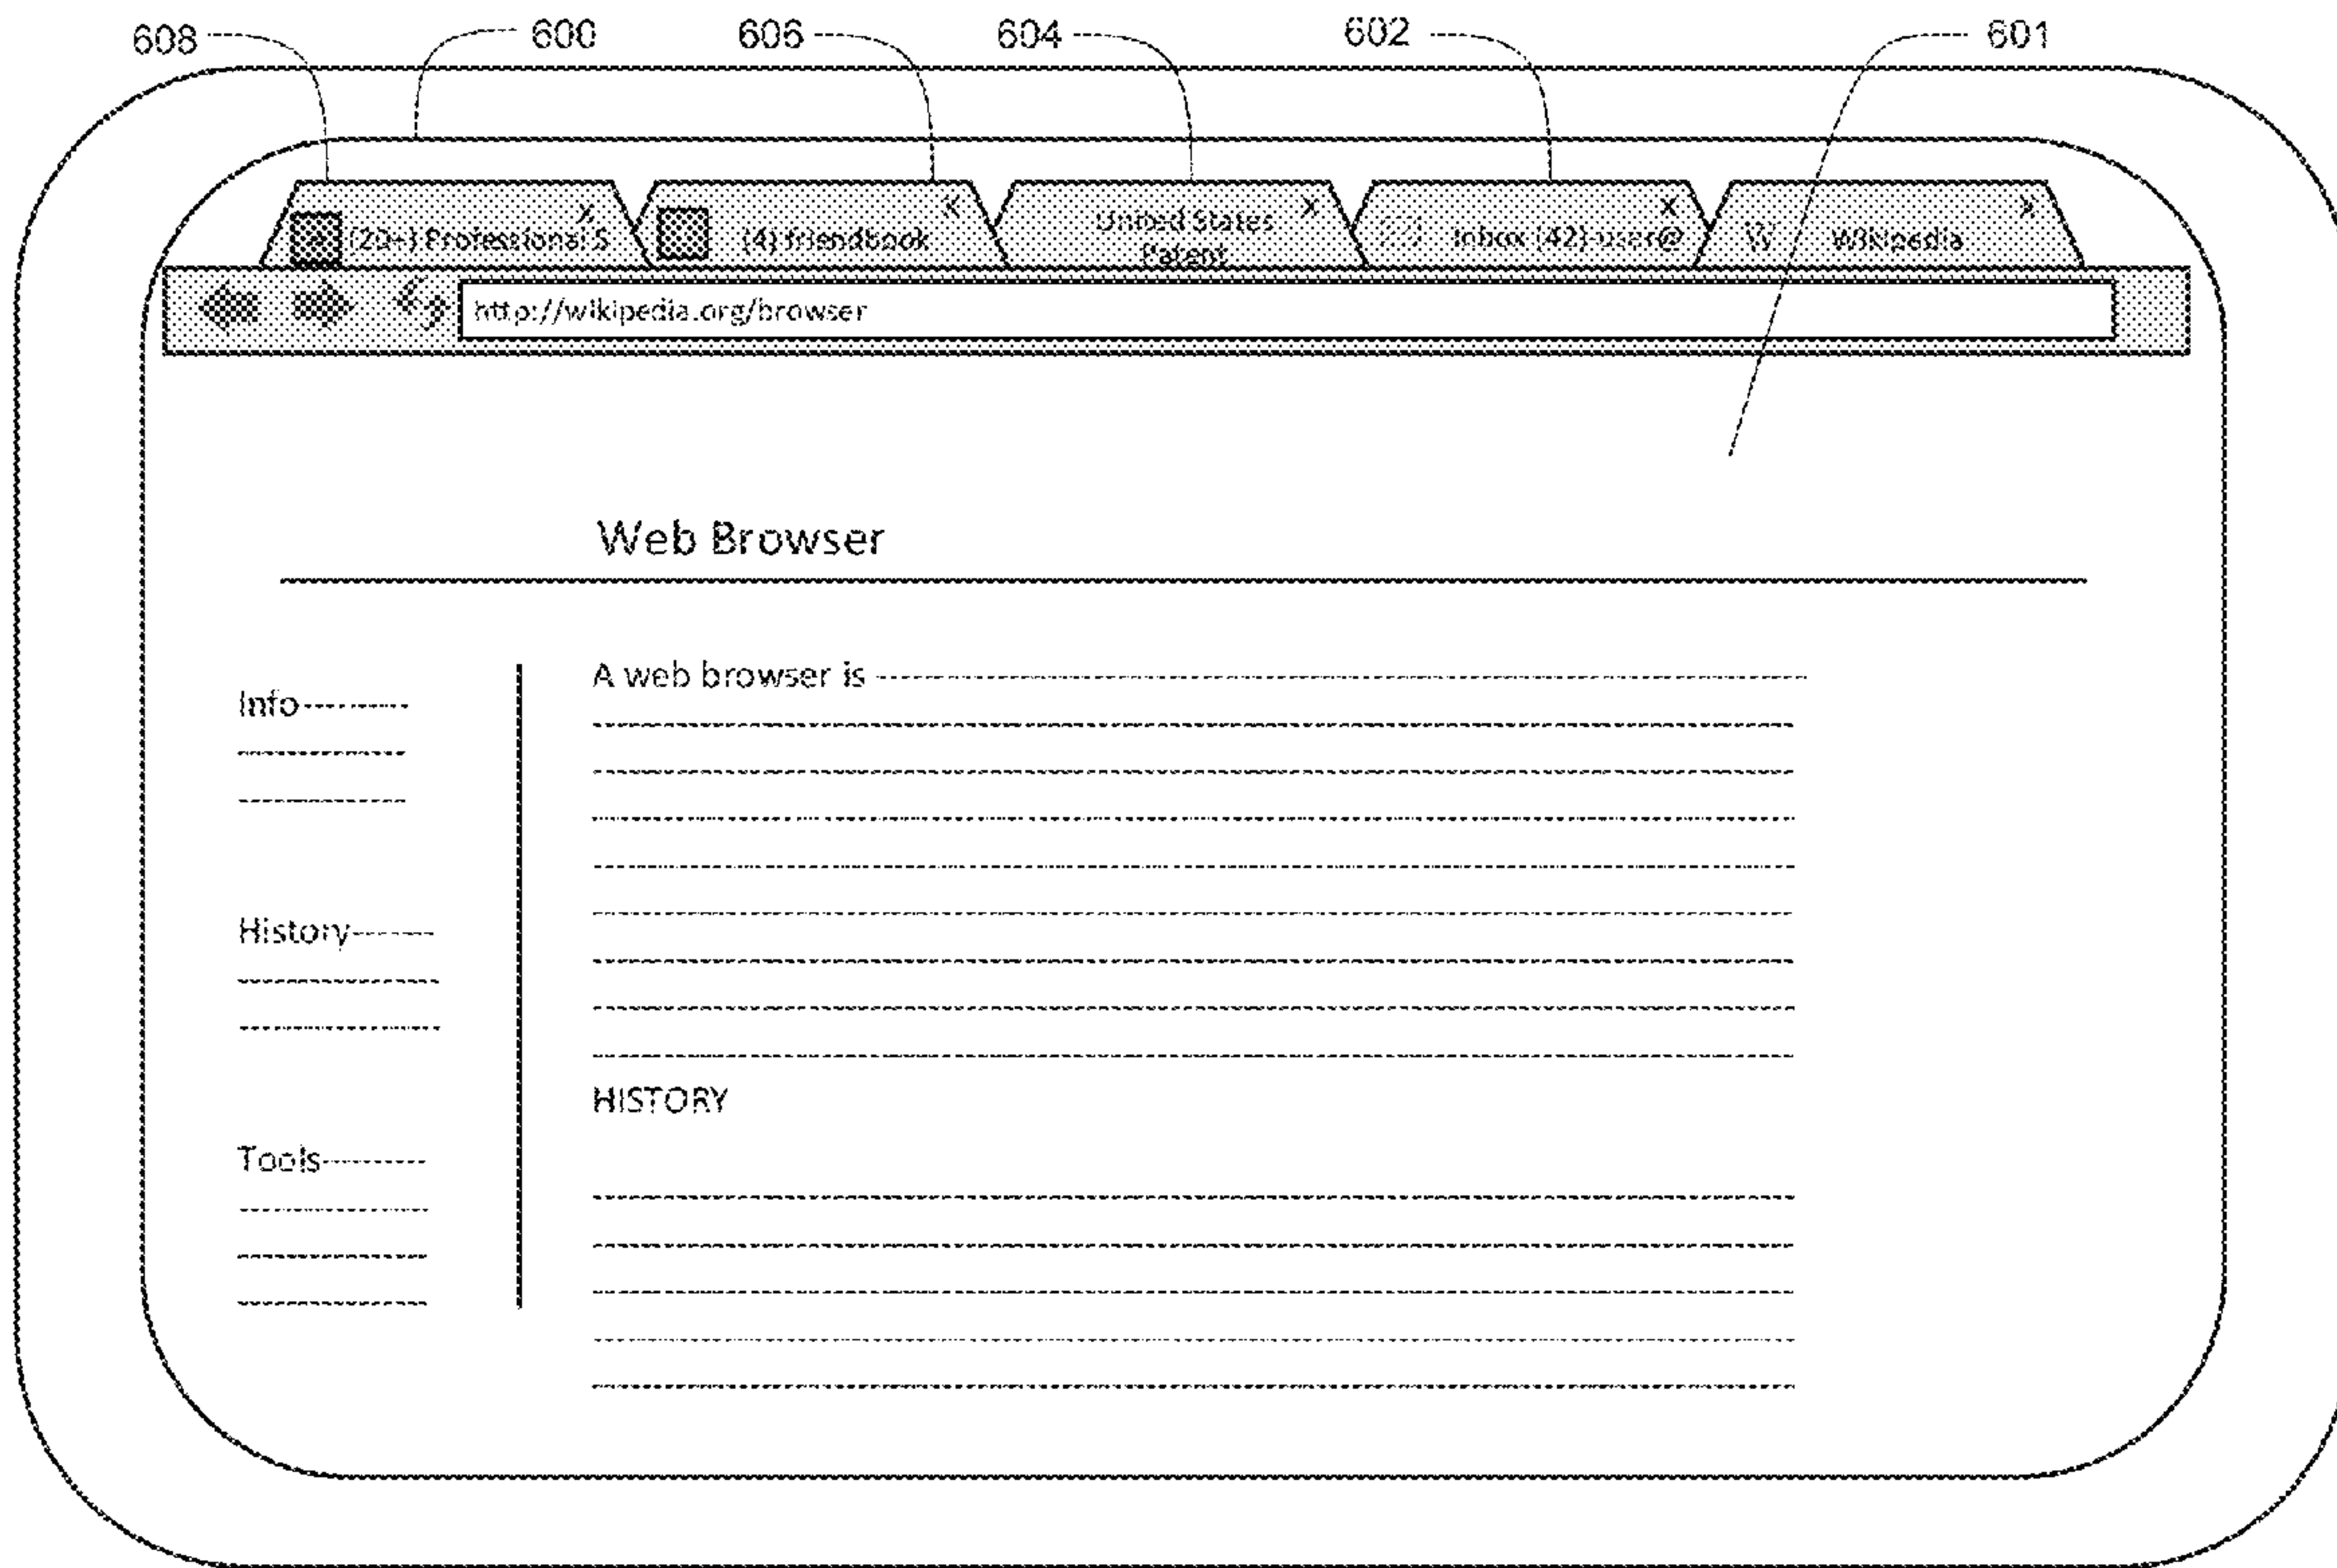 608 600 606 604 602 601
(20+) Professional S x
(4) friendbook x
United States x
Patent
Inbox (42)-user@ x
W Wikipedia x
http://wikipedia.org/browser
Web Browser
Info
History
Tools
A web browser is
HISTORY